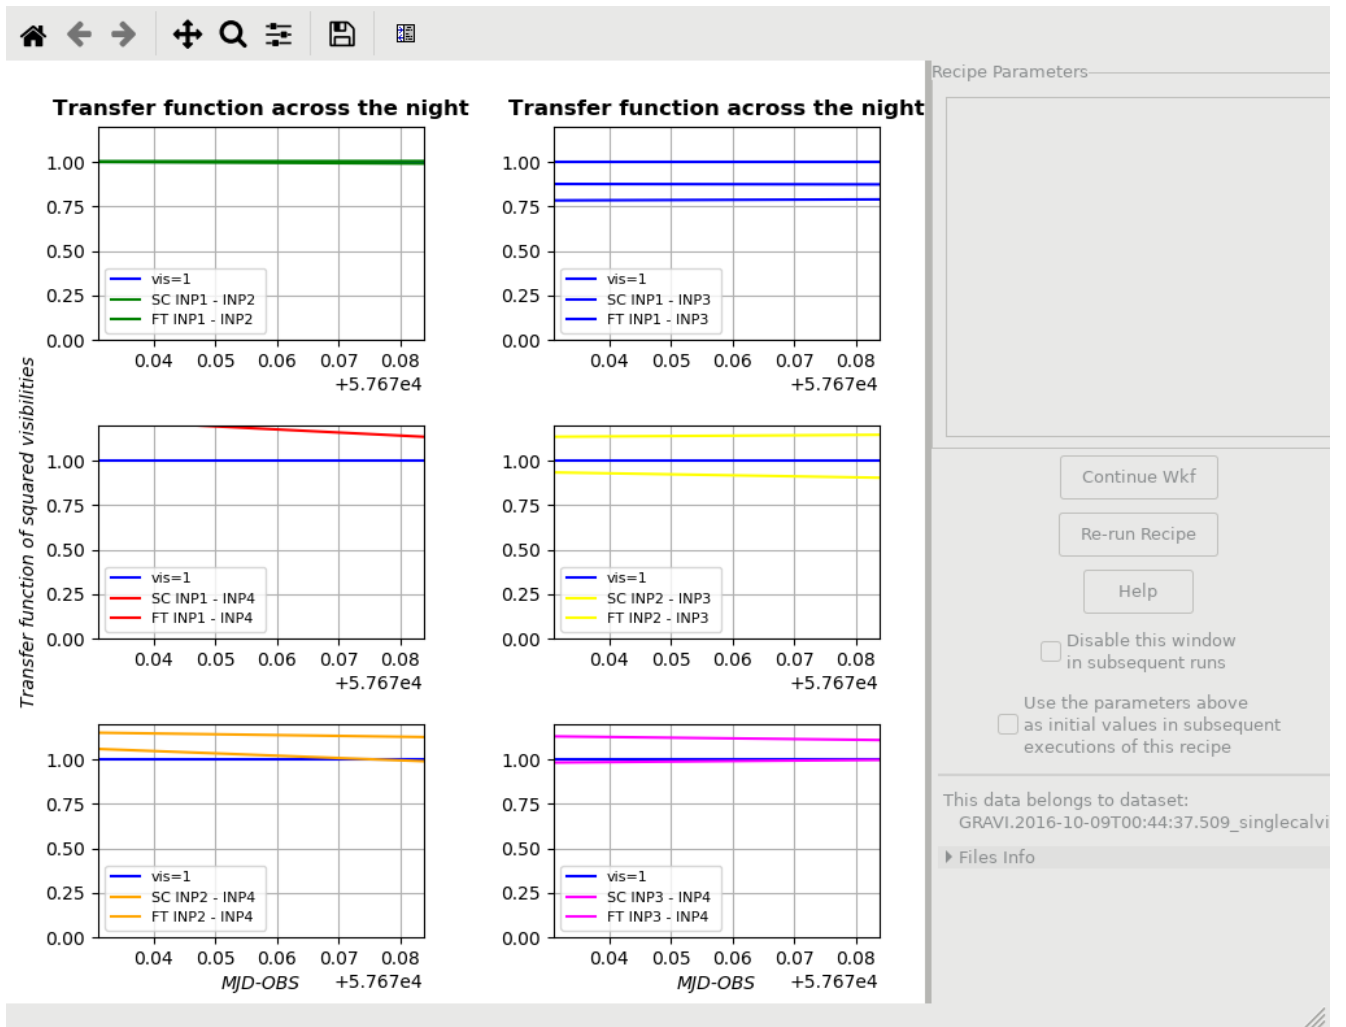 Recipe Parameters
Transfer function across the night
Transfer function across the night
Transfer function of squared visibilities
1.00
0.75
0.50
0.25
0.00
vis=1
SC INP1 - INP2
FT INP1 - INP2
0.04 0.05 0.06 0.07 0.08
+5.767e4
1.00
0.75
0.50
0.25
0.00
vis=1
SC INP1 - INP3
FT INP1 - INP3
0.04 0.05 0.06 0.07 0.08
+5.767e4
1.00
0.75
0.50
0.25
0.00
vis=1
SC INP1 - INP4
FT INP1 - INP4
0.04 0.05 0.06 0.07 0.08
+5.767e4
1.00
0.75
0.50
0.25
0.00
vis=1
SC INP2 - INP3
FT INP2 - INP3
0.04 0.05 0.06 0.07 0.08
+5.767e4
1.00
0.75
0.50
0.25
0.00
vis=1
SC INP2 - INP4
FT INP2 - INP4
0.04 0.05 0.06 0.07 0.08
MJD-OBS +5.767e4
1.00
0.75
0.50
0.25
0.00
vis=1
SC INP3 - INP4
FT INP3 - INP4
0.04 0.05 0.06 0.07 0.08
MJD-OBS +5.767e4
Continue Wkf
Re-run Recipe
Help
Disable this window
in subsequent runs
Use the parameters above
as initial values in subsequent
executions of this recipe
This data belongs to dataset:
GRAVI.2016-10-09T00:44:37.509_singlecalvi
Files Info